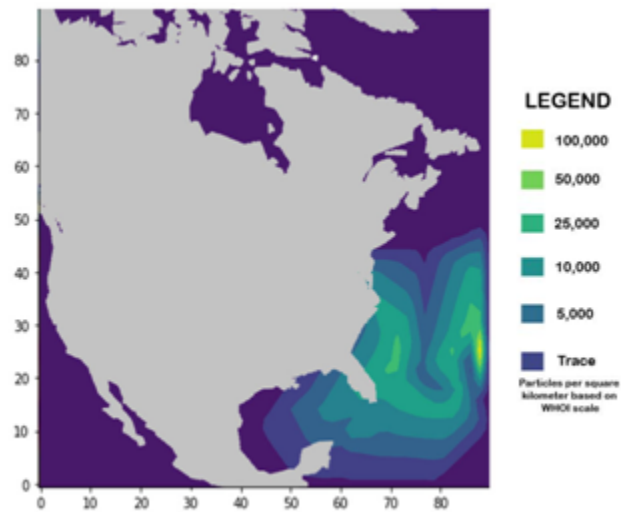 80
70
60
50
40
30
20
10
0
0 10 20 30 40 50 60 70 80
LEGEND
100,000
50,000
25,000
10,000
5,000
Trace
Particles per square
kilometer based on
WHOI scale